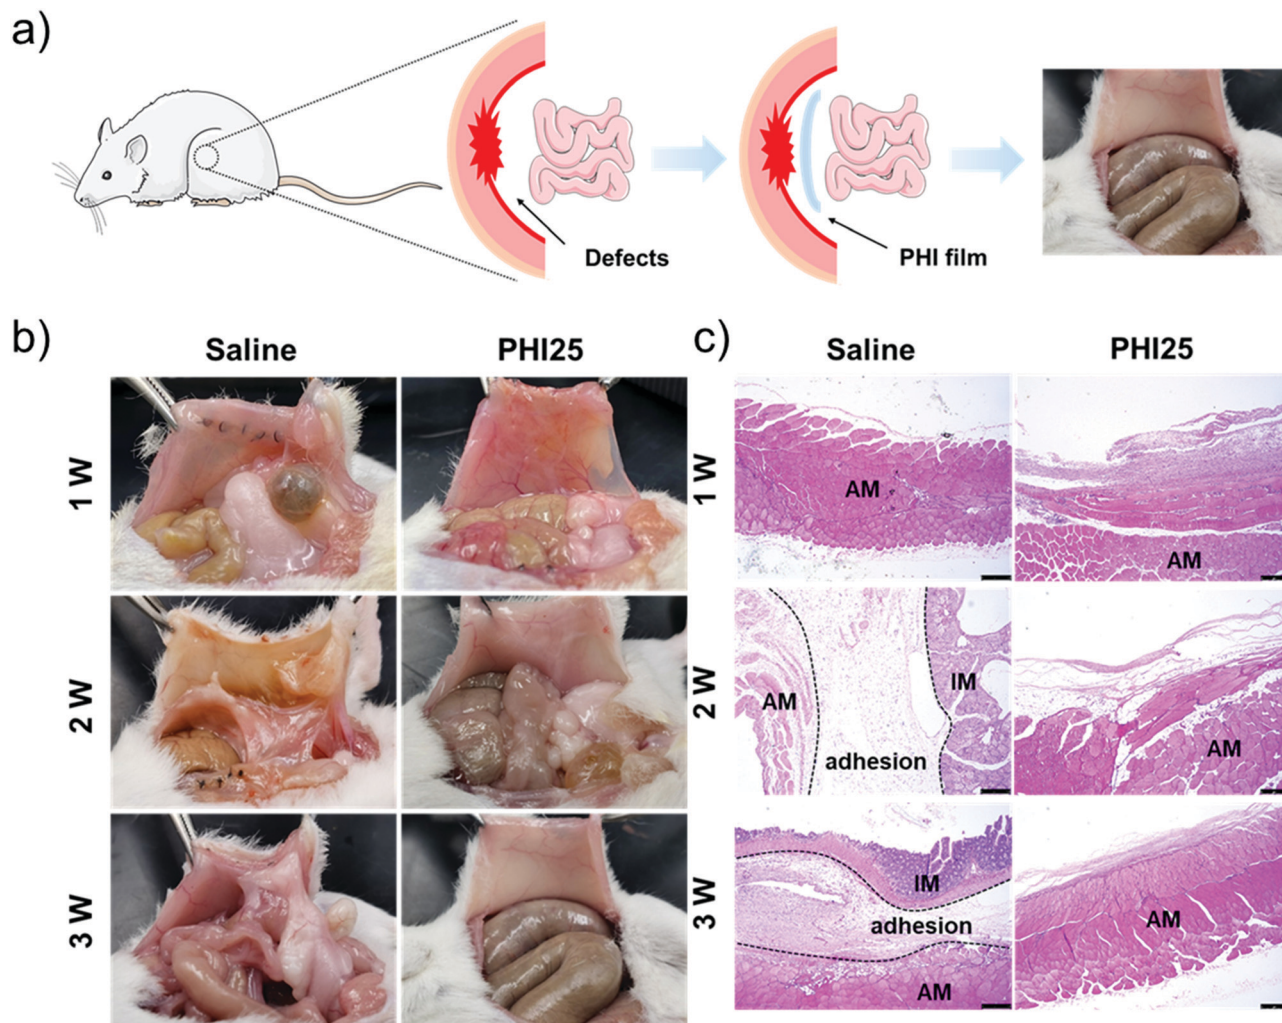 a)
Defects
PHI film
b)
Saline
PHI25
1 W
2 W
3 W
c)
Saline
PHI25
1 W
AM
AM
2 W
AM
adhesion
IM
AM
3 W
IM
adhesion
AM
AM